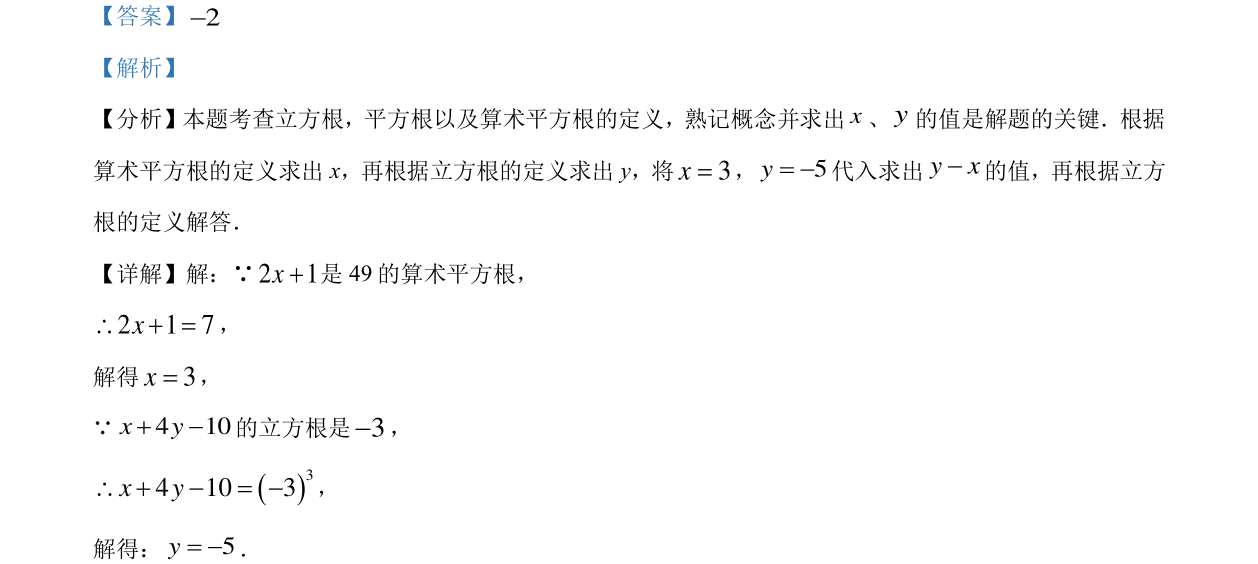 【答案】−2
【解析】
【分析】本题考查立方根，平方根以及算术平方根的定义，熟记概念并求出 x 、 y 的值是解题的关键．根据
算术平方根的定义求出 x，再根据立方根的定义求出 y，将 x = 3，y = −5 代入求出 y − x 的值，再根据立方
根的定义解答．
【详解】解：∵ 2x +1是 49 的算术平方根，
∴ 2x +1 = 7，
解得 x = 3，
∵ x + 4y −10 的立方根是 −3，
∴ x + 4y −10 = (−3)³，
解得： y = −5．